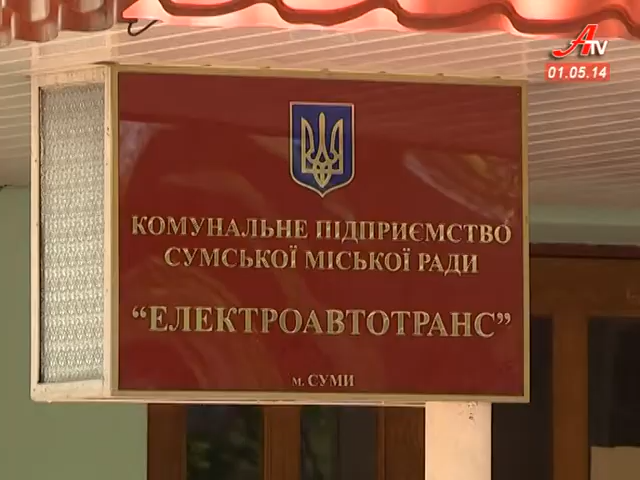 ATV
01.05.14
КОМУНАЛЬНЕ ПІДПРИЄМСТВО
СУМСЬКОЇ МІСЬКОЇ РАДИ
“ЕЛЕКТРОАВТОТРАНС”
м. СУМИ